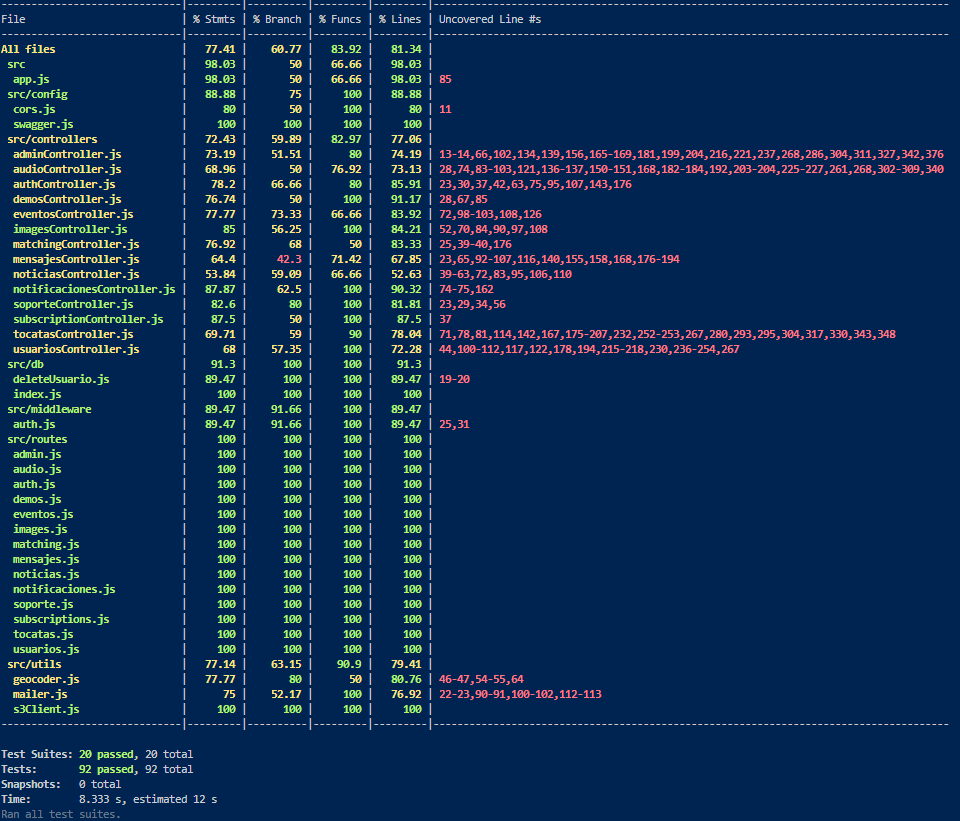 -------------------------------|---------|----------|---------|---------|-------------------
File | % Stmts | % Branch | % Funcs | % Lines | Uncovered Line #s
-------------------------------|---------|----------|---------|---------|-------------------
All files | 77.41 | 60.77 | 83.92 | 81.34 |
src | 98.03 | 50 | 66.66 | 98.03 |
app.js | 98.03 | 50 | 66.66 | 98.03 | 85
src/config | 88.88 | 75 | 100 | 88.88 |
cors.js | 80 | 50 | 100 | 80 | 11
swagger.js | 100 | 100 | 100 | 100 |
src/controllers | 72.43 | 59.89 | 82.97 | 77.06 |
adminController.js | 73.19 | 51.51 | 80 | 74.19 | 13-14,66,102,134,139,156,165-169,181,199,204,216,221,237,268,286,304,311,327,342,376
audioController.js | 68.96 | 50 | 76.92 | 73.13 | 28,74,83-103,121,136-137,150-151,168,182-184,192,203-204,225-227,261,268,302-309,340
authController.js | 78.2 | 66.66 | 80 | 85.91 | 23,30,37,42,63,75,95,107,143,176
demosController.js | 76.74 | 50 | 100 | 91.17 | 28,67,85
eventosController.js | 77.77 | 73.33 | 66.66 | 83.92 | 72,98-103,108,126
imagesController.js | 85 | 56.25 | 100 | 84.21 | 52,70,84,90,97,108
matchingController.js | 76.92 | 68 | 50 | 83.33 | 25,39-40,176
mensajesController.js | 64.4 | 42.3 | 71.42 | 67.85 | 23,65,92-107,116,140,155,158,168,176-194
noticiasController.js | 53.84 | 59.09 | 66.66 | 52.63 | 39-63,72,83,95,106,110
notificacionesController.js | 87.87 | 62.5 | 100 | 90.32 | 74-75,162
soporteController.js | 82.6 | 80 | 100 | 81.81 | 23,29,34,56
subscriptionController.js | 87.5 | 50 | 100 | 87.5 | 37
tocatasController.js | 69.71 | 59 | 90 | 78.04 | 71,78,81,114,142,167,175-207,232,252-253,267,280,293,295,304,317,330,343,348
usuariosController.js | 68 | 57.35 | 100 | 72.28 | 44,100-112,117,122,178,194,215-218,230,236-254,267
src/db | 91.3 | 100 | 100 | 91.3 |
deleteUsuario.js | 89.47 | 100 | 100 | 89.47 | 19-20
index.js | 100 | 100 | 100 | 100 |
src/middleware | 89.47 | 91.66 | 100 | 89.47 |
auth.js | 89.47 | 91.66 | 100 | 89.47 | 25,31
src/routes | 100 | 100 | 100 | 100 |
admin.js | 100 | 100 | 100 | 100 |
audio.js | 100 | 100 | 100 | 100 |
auth.js | 100 | 100 | 100 | 100 |
demos.js | 100 | 100 | 100 | 100 |
eventos.js | 100 | 100 | 100 | 100 |
images.js | 100 | 100 | 100 | 100 |
matching.js | 100 | 100 | 100 | 100 |
mensajes.js | 100 | 100 | 100 | 100 |
noticias.js | 100 | 100 | 100 | 100 |
notificaciones.js | 100 | 100 | 100 | 100 |
soporte.js | 100 | 100 | 100 | 100 |
subscriptions.js | 100 | 100 | 100 | 100 |
tocatas.js | 100 | 100 | 100 | 100 |
usuarios.js | 100 | 100 | 100 | 100 |
src/utils | 77.14 | 63.15 | 90.9 | 79.41 |
geocoder.js | 77.77 | 80 | 50 | 80.76 | 46-47,54-55,64
mailer.js | 75 | 52.17 | 100 | 76.92 | 22-23,90-91,100-102,112-113
s3Client.js | 100 | 100 | 100 | 100 |
-------------------------------|---------|----------|---------|---------|-------------------
Test Suites: 20 passed, 20 total
Tests: 92 passed, 92 total
Snapshots: 0 total
Time: 8.333 s, estimated 12 s
Ran all test suites.